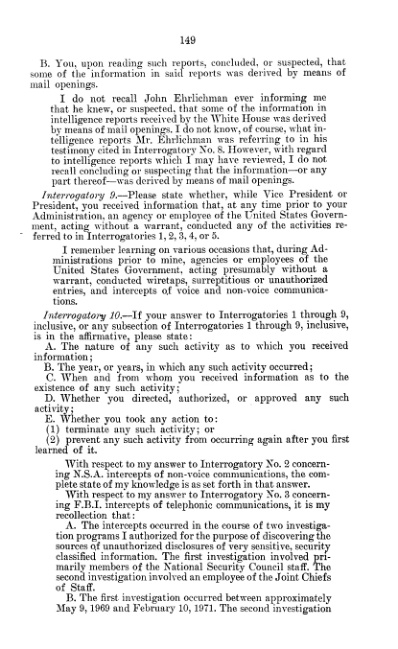 149
B. You, upon reading such reports, concluded, or suspected, that
some of the information in said reports was derived by means of
mail openings.
I do not recall John Ehrlichman ever informing me
that he knew, or suspected, that some of the information in
intelligence reports received by the White House was derived
by means of mail openings. I do not know, of course, what in-
telligence reports Mr. Ehrlichman was referring to in his
testimony cited in Interrogatory No. 8. However, with regard
to intelligence reports which I may have reviewed, I do not
recall concluding or suspecting that the information—or any
part thereof—was derived by means of mail openings.
Interrogatory 9.—Please state whether, while Vice President or
President, you received information that, at any time prior to your
Administration, an agency or employee of the United States Govern-
ment, acting without a warrant, conducted any of the activities re-
ferred to in Interrogatories 1, 2, 3, 4, or 5.
I remember learning on various occasions that, during Ad-
ministrations prior to mine, agencies or employees of the
United States Government, acting presumably without a
warrant, conducted wiretaps, surreptitious or unauthorized
entries, and intercepts of voice and non-voice communica-
tions.
Interrogatory 10.—If your answer to Interrogatories 1 through 9,
inclusive, or any subsection of Interrogatories 1 through 9, inclusive,
is in the affirmative, please state:
A. The nature of any such activity as to which you received
information;
B. The year, or years, in which any such activity occurred;
C. When and from whom you received information as to the
existence of any such activity;
D. Whether you directed, authorized, or approved any such
activity;
E. Whether you took any action to:
(1) terminate any such activity; or
(2) prevent any such activity from occurring again after you first
learned of it.
With respect to my answer to Interrogatory No. 2 concern-
ing N.S.A. intercepts of non-voice communications, the com-
plete state of my knowledge is as set forth in that answer.
With respect to my answer to Interrogatory No. 3 concern-
ing F.B.I. intercepts of telephonic communications, it is my
recollection that:
A. The intercepts occurred in the course of two investiga-
tion programs I authorized for the purpose of discovering the
sources of unauthorized disclosures of very sensitive, security
classified information. The first investigation involved pri-
marily members of the National Security Council staff. The
second investigation involved an employee of the Joint Chiefs
of Staff.
B. The first investigation occurred between approximately
May 9, 1969 and February 10, 1971. The second investigation